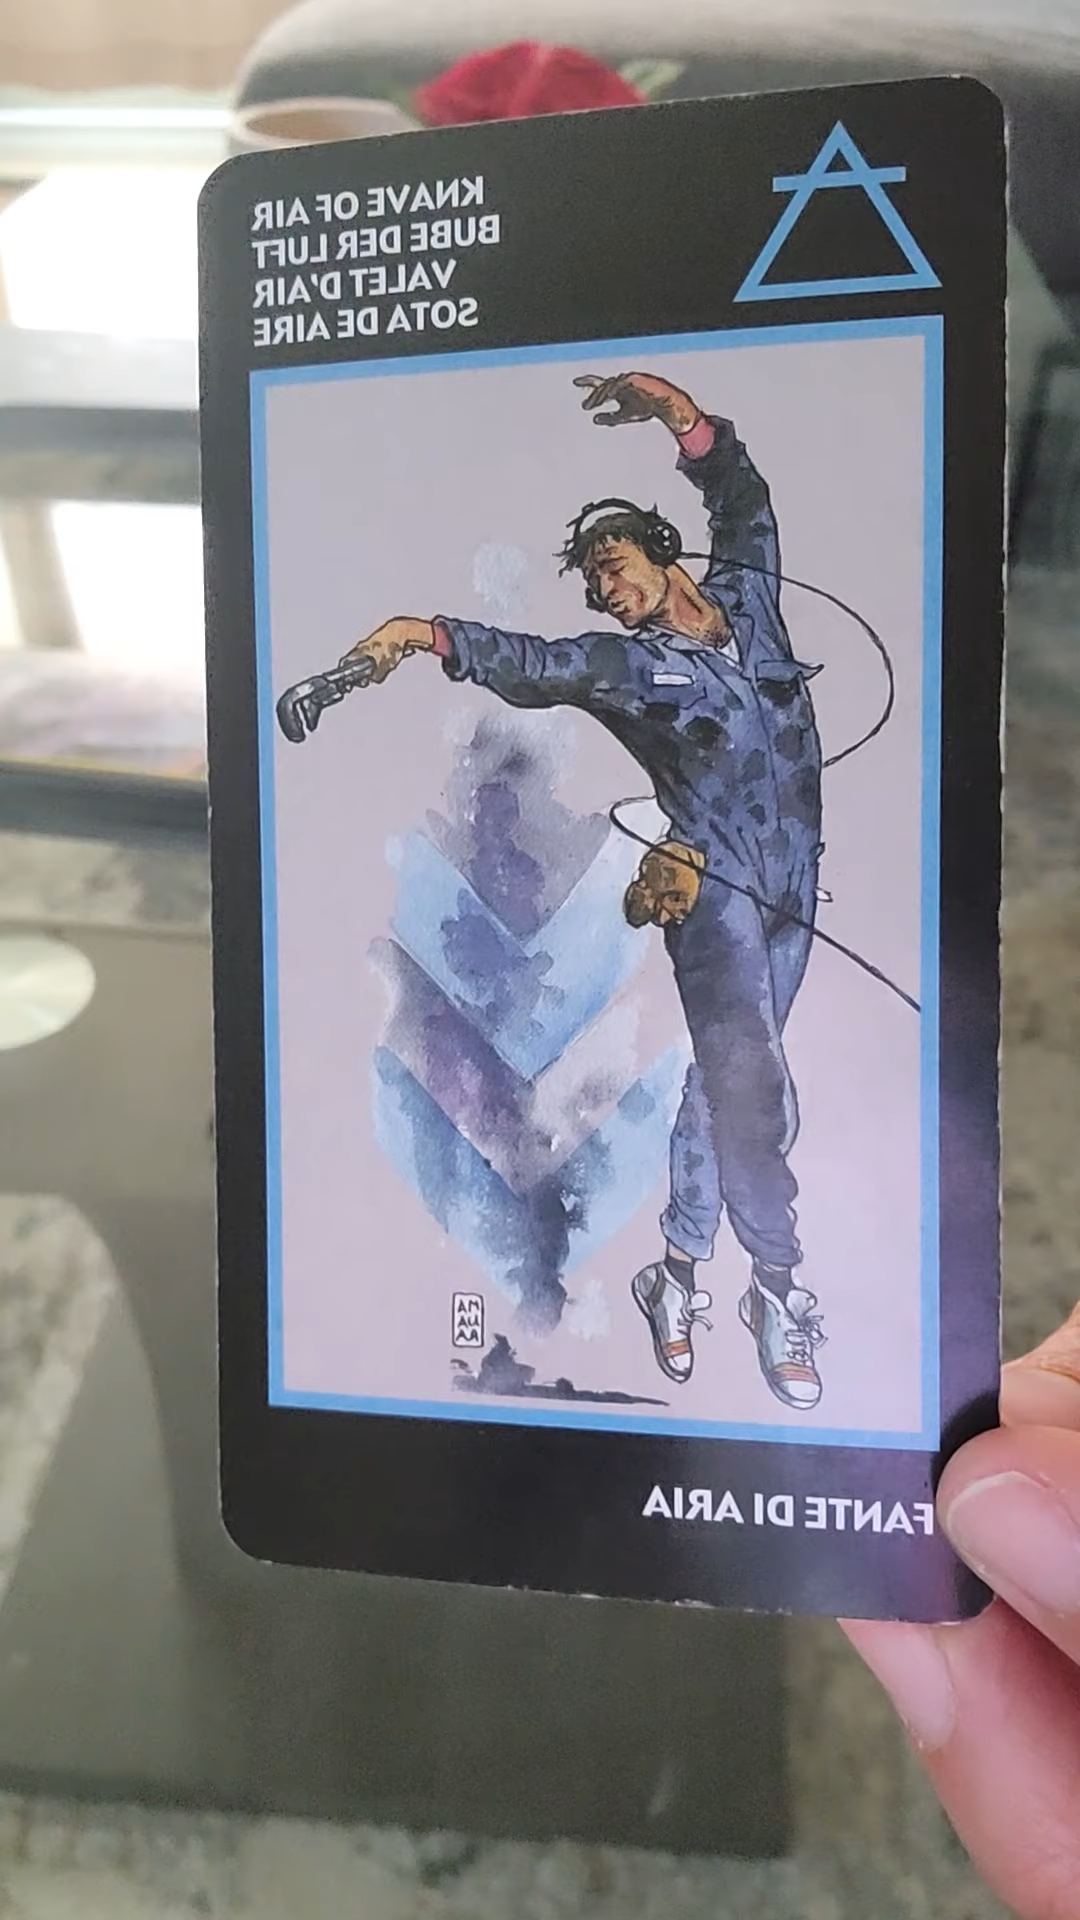 KNAVE OF AIR
BUBE DER LUFT
VALET D'AIR
SOTA DE AIRE
FANTE DI ARIA